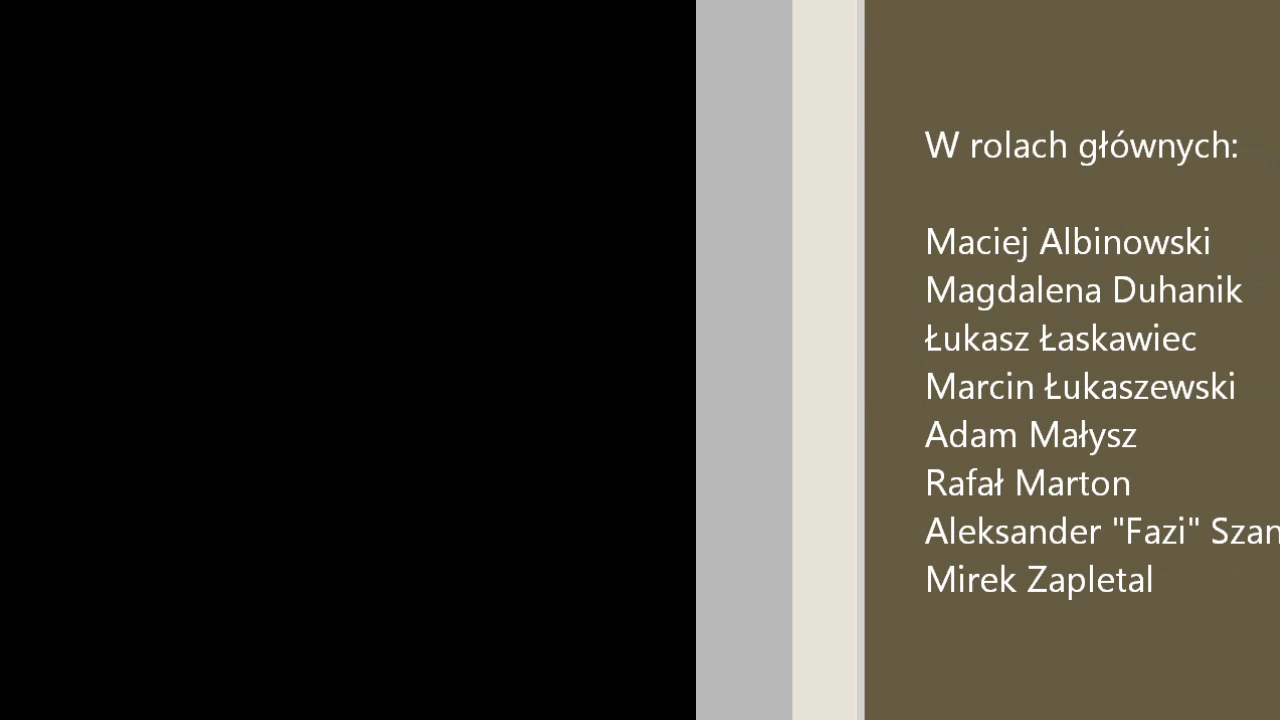 W rolach głównych:
Maciej Albinowski
Magdalena Duhanik
Łukasz Łaskawiec
Marcin Łukaszewski
Adam Małysz
Rafał Marton
Aleksander "Fazi"
Mirek Zapletal